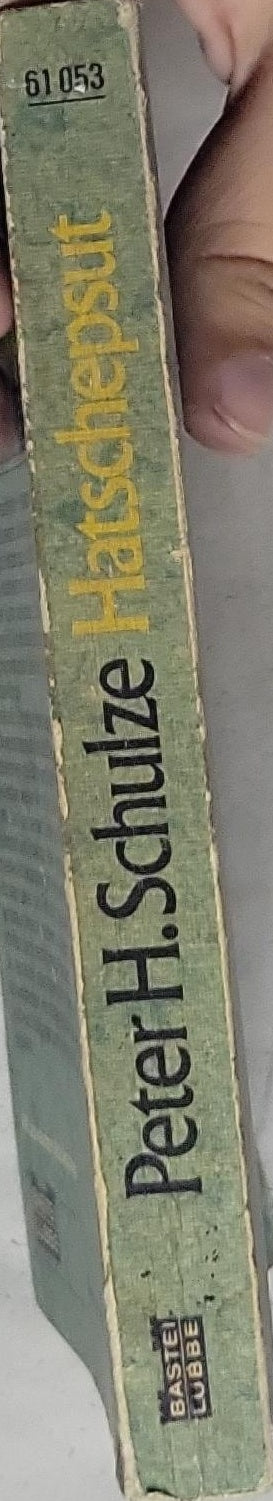 61 053
Peter H. Schulze Hatschepsut
BASTEI
LÜBBE